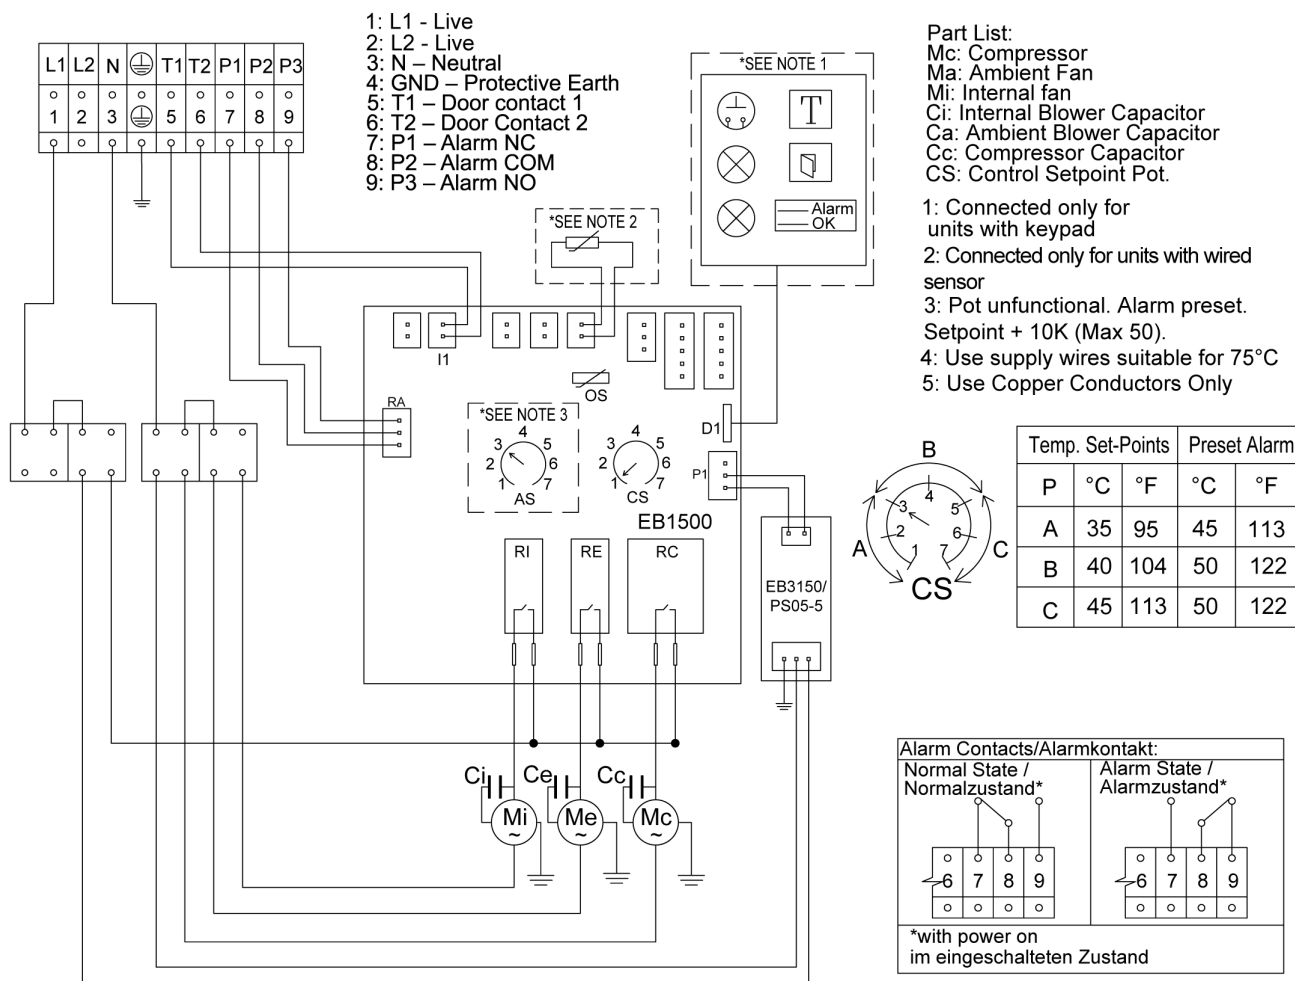 L1 L2 N T1 T2 P1 P2 P3
1 2 3 5 6 7 8 9
1: L1 - Live
2: L2 - Live
3: N – Neutral
4: GND – Protective Earth
5: T1 – Door contact 1
6: T2 – Door Contact 2
7: P1 – Alarm NC
8: P2 – Alarm COM
9: P3 – Alarm NO
*SEE NOTE 1
T
Alarm
OK
Part List:
Mc: Compressor
Ma: Ambient Fan
Mi: Internal fan
Ci: Internal Blower Capacitor
Ca: Ambient Blower Capacitor
Cc: Compressor Capacitor
CS: Control Setpoint Pot.
1: Connected only for
units with keypad
2: Connected only for units with wired
sensor
3: Pot unfunctional. Alarm preset.
Setpoint + 10K (Max 50).
4: Use supply wires suitable for 75°C
5: Use Copper Conductors Only
*SEE NOTE 2
I1
OS
RA
*SEE NOTE 3
1 2 3 4 5 6 7
AS
1 2 3 4 5 6 7
CS
D1
P1
EB1500
RI
RE
RC
EB3150/
PS05-5
Ci
Ce
Cc
Mi
~
Me
~
Mc
~
A
B
C
1 2 3 4 5 6 7
CS
Temp. Set-Points Preset Alarm
P °C °F °C °F
A 35 95 45 113
B 40 104 50 122
C 45 113 50 122
Alarm Contacts/Alarmkontakt:
Normal State /
Normalzustand*
6 7 8 9
Alarm State /
Alarmzustand*
6 7 8 9
*with power on
im eingeschalteten Zustand